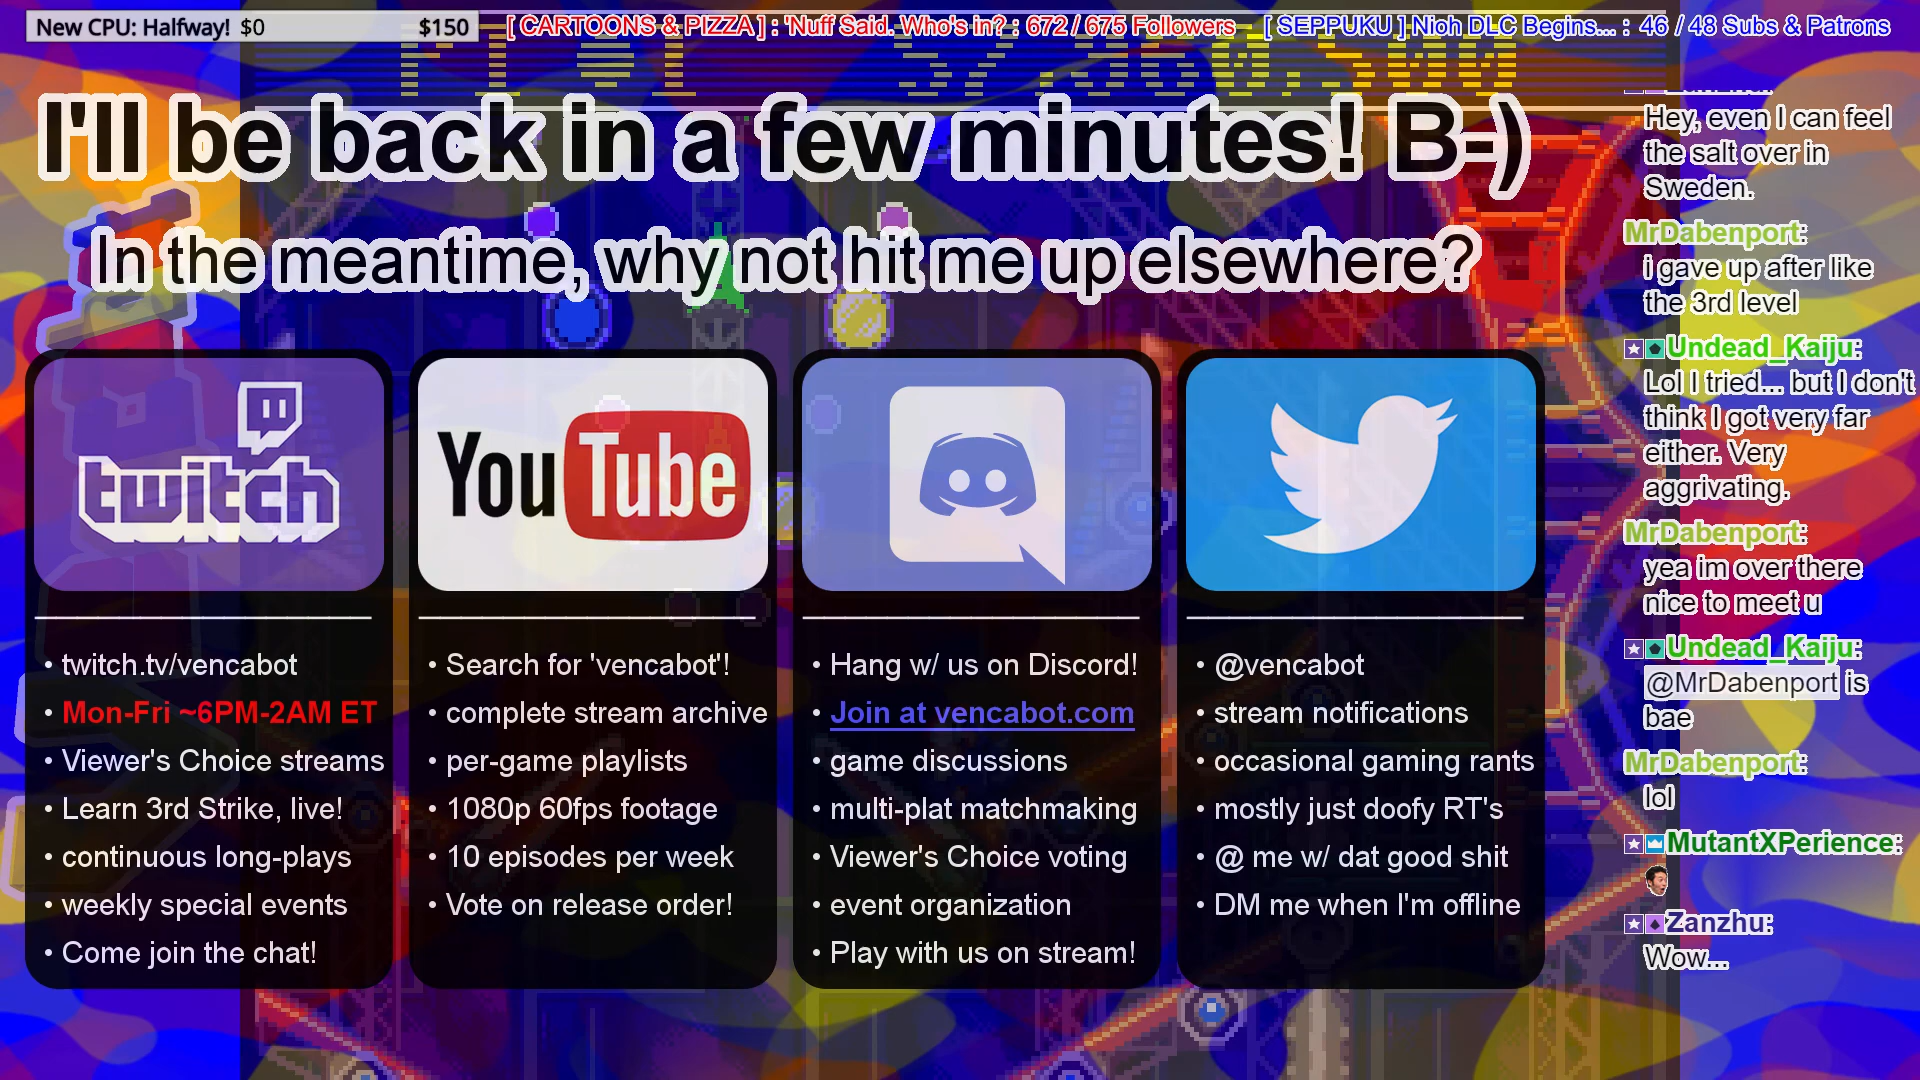 New CPU: Halfway! $0 $150
[ CARTOONS & PIZZA ] : 'Nuff Said. Who's in? : 672 / 675 Followers
[ SEPPUKU ] Nioh DLC Begins... : 46 / 48 Subs & Patrons
I'll be back in a few minutes! B-)
In the meantime, why not hit me up elsewhere?
twitch
• twitch.tv/vencabot
• Mon-Fri ~6PM-2AM ET
• Viewer's Choice streams
• Learn 3rd Strike, live!
• continuous long-plays
• weekly special events
• Come join the chat!
YouTube
• Search for 'vencabot'!
• complete stream archive
• per-game playlists
• 1080p 60fps footage
• 10 episodes per week
• Vote on release order!
• Hang w/ us on Discord!
• Join at vencabot.com
• game discussions
• multi-plat matchmaking
• Viewer's Choice voting
• event organization
• Play with us on stream!
• @vencabot
• stream notifications
• occasional gaming rants
• mostly just doofy RT's
• @ me w/ dat good shit
• DM me when I'm offline
Hey, even I can feel
the salt over in
Sweden.
MrDabenport:
i gave up after like
the 3rd level
Undead_Kaiju:
Lol I tried... but I don't
think I got very far
either. Very
aggrivating.
MrDabenport:
yea im over there
nice to meet u
Undead_Kaiju:
@MrDabenport is
bae
MrDabenport:
lol
MutantXPerience:
Zanzhu:
Wow...